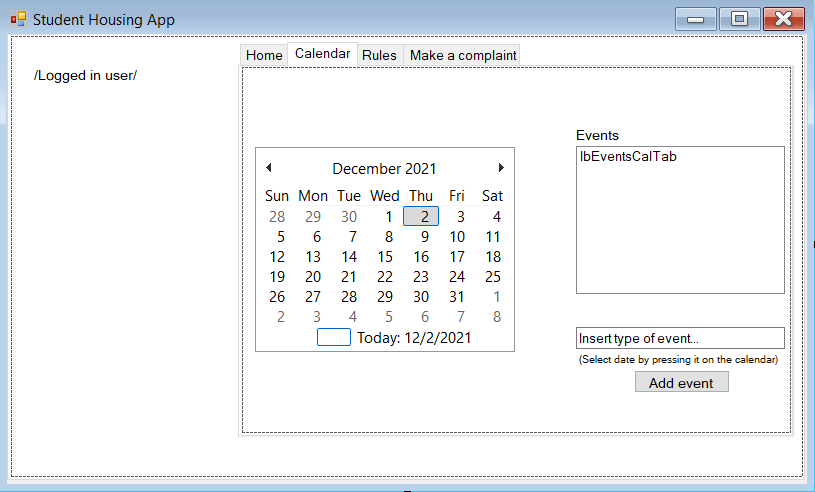 Student Housing App
/Logged in user/
Home Calendar Rules Make a complaint
December 2021
Sun Mon Tue Wed Thu Fri Sat
28 29 30 1 2 3 4
5 6 7 8 9 10 11
12 13 14 15 16 17 18
19 20 21 22 23 24 25
26 27 28 29 30 31 1
2 3 4 5 6 7 8
Today: 12/2/2021
Events
lbEventsCalTab
Insert type of event...
(Select date by pressing it on the calendar)
Add event